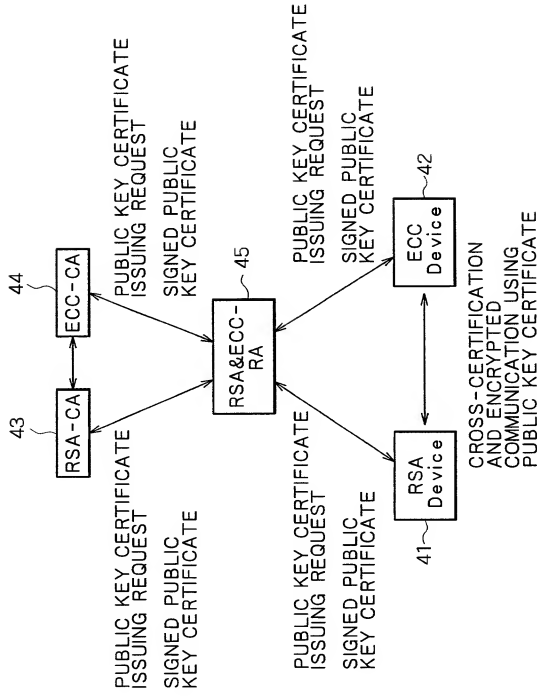 43
44
RSA-CA
ECC-CA
PUBLIC KEY CERTIFICATE
ISSUING REQUEST
SIGNED PUBLIC
KEY CERTIFICATE
PUBLIC KEY CERTIFICATE
ISSUING REQUEST
SIGNED PUBLIC
KEY CERTIFICATE
45
RSA&ECC-
RA
PUBLIC KEY CERTIFICATE
ISSUING REQUEST
SIGNED PUBLIC
KEY CERTIFICATE
PUBLIC KEY CERTIFICATE
ISSUING REQUEST
SIGNED PUBLIC
KEY CERTIFICATE
41
RSA
Device
42
ECC
Device
CROSS-CERTIFICATION
AND ENCRYPTED
COMMUNICATION USING
PUBLIC KEY CERTIFICATE